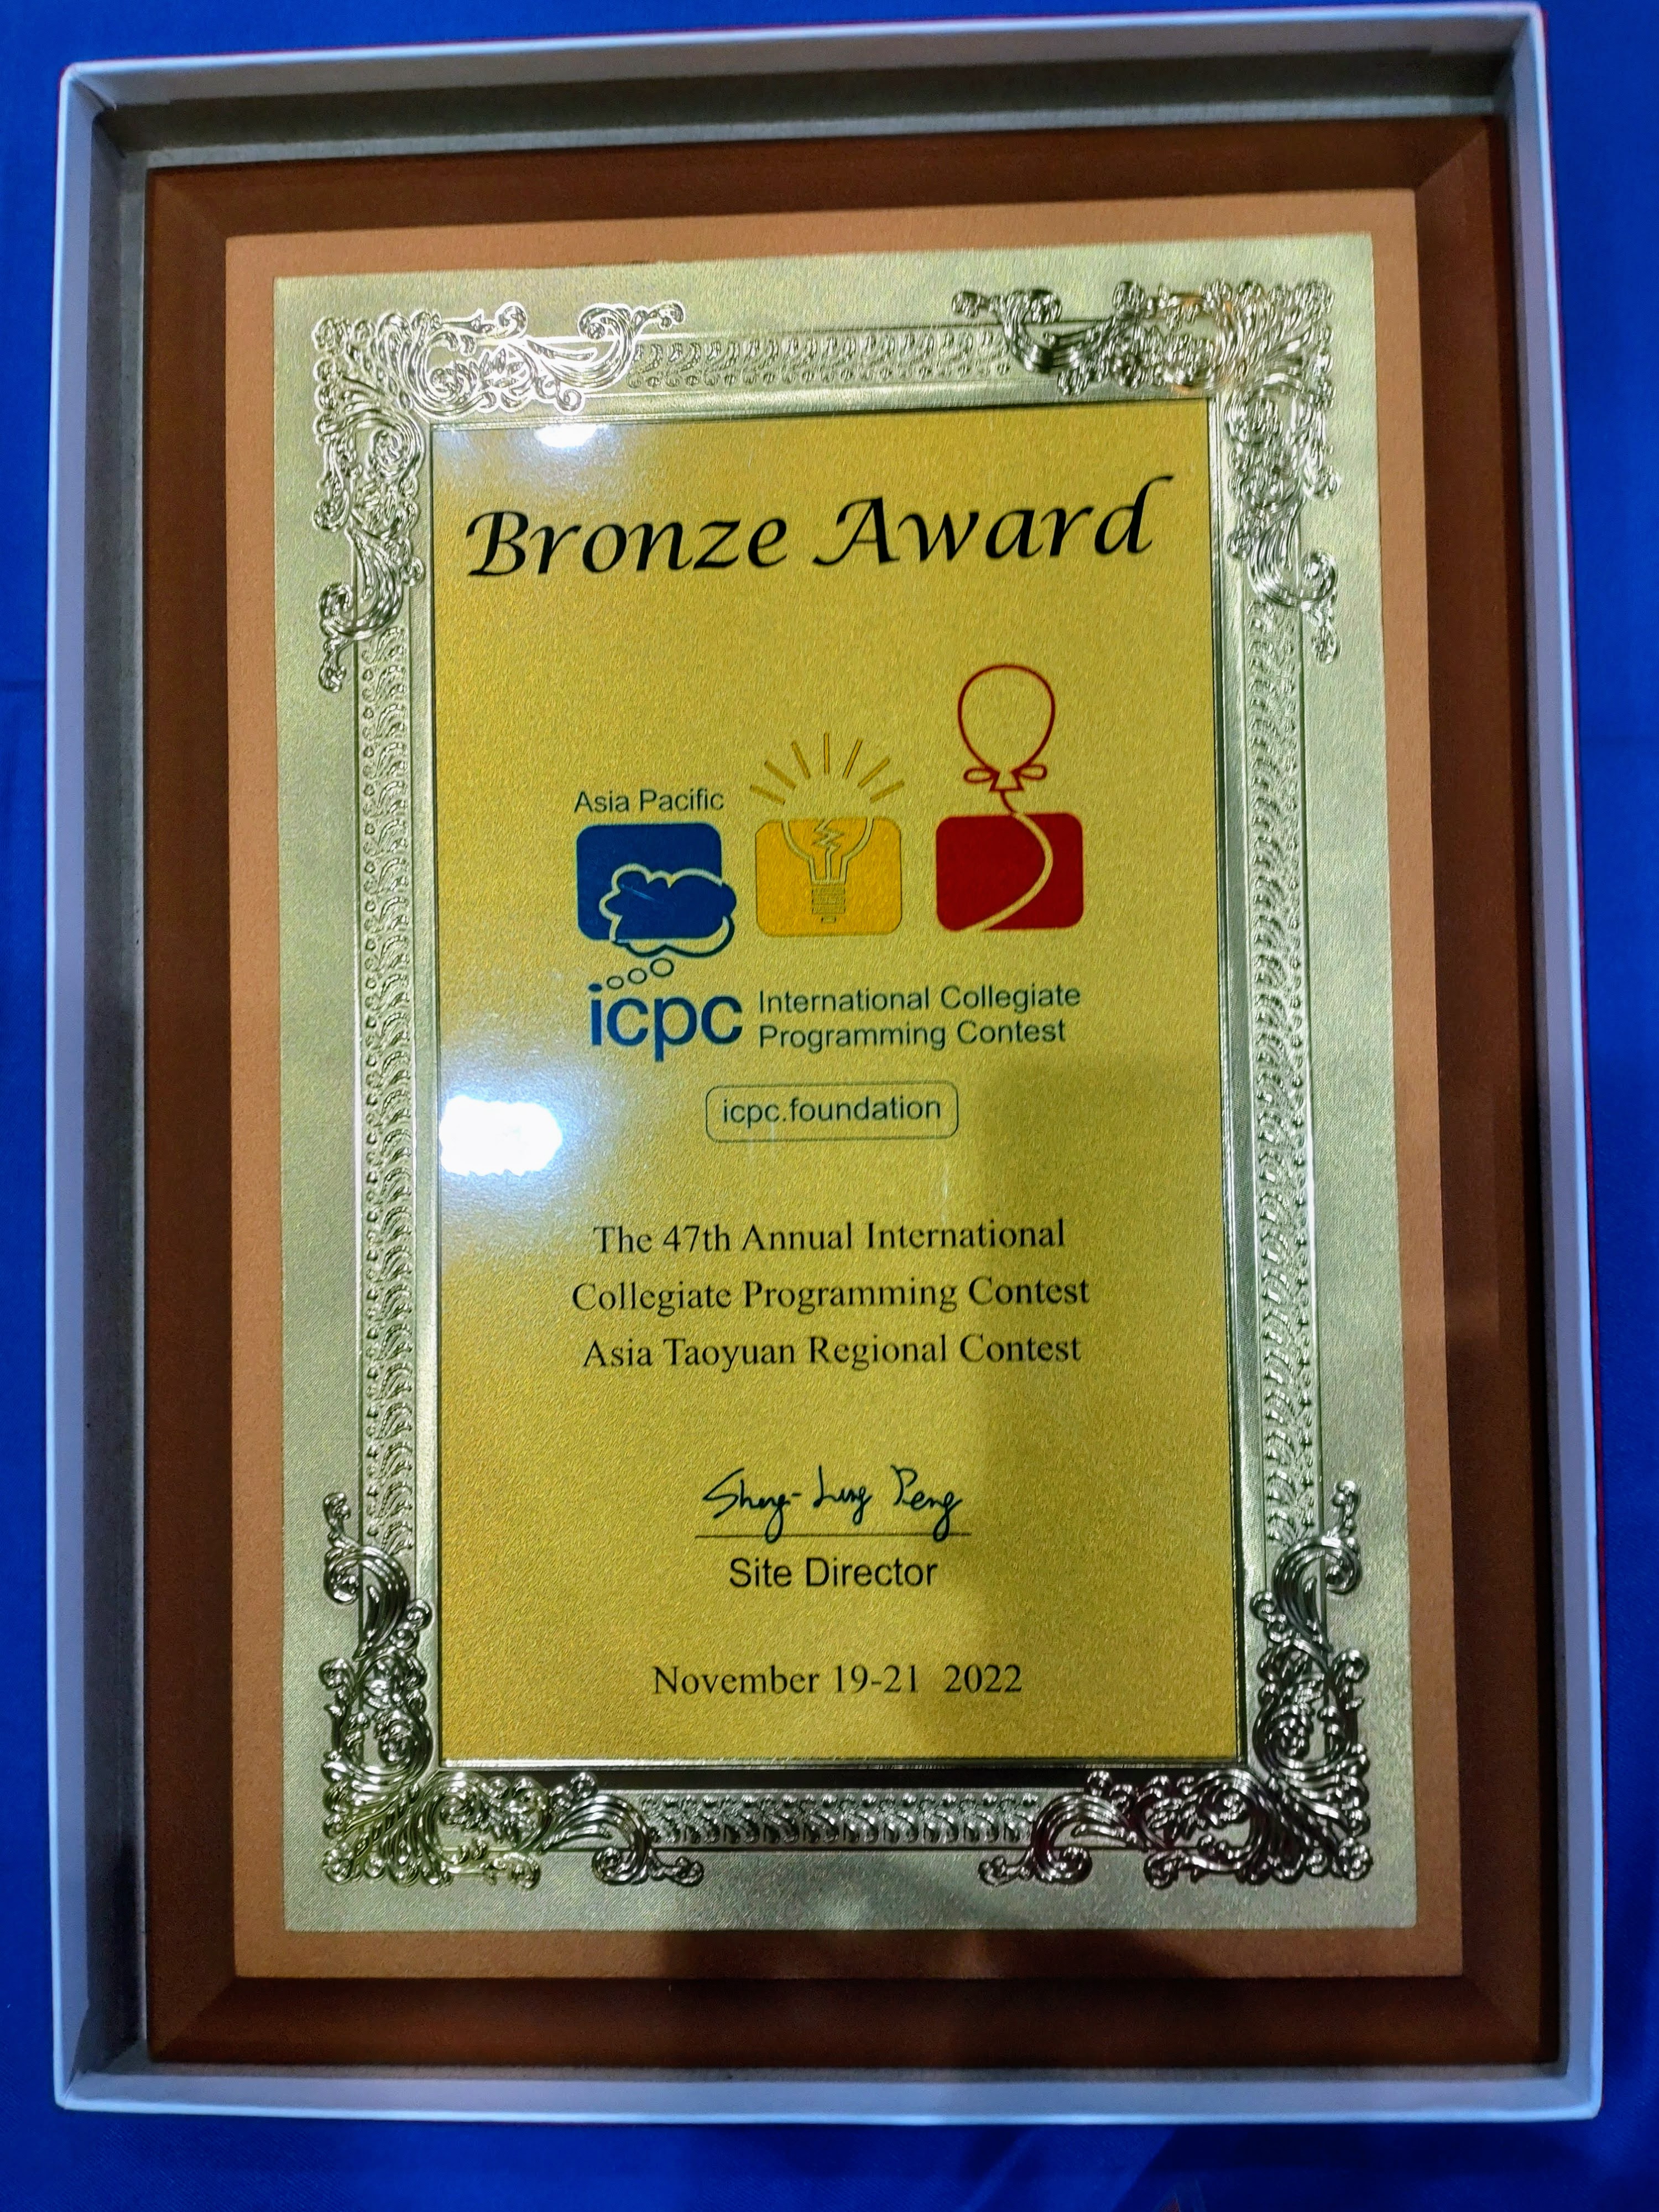 Bronze Award
Asia Pacific
icpc International Collegiate
Programming Contest
icpc.foundation
The 47th Annual International
Collegiate Programming Contest
Asia Taoyuan Regional Contest
Sheng-Lung Peng
Site Director
November 19-21 2022